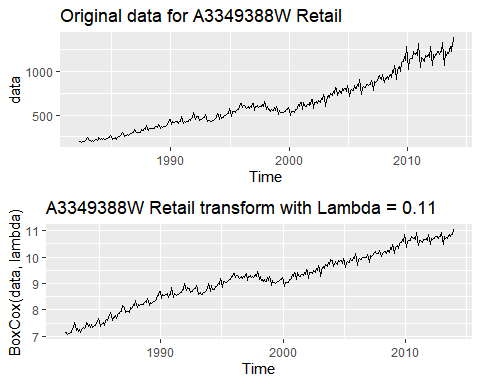 Original data for A3349388W Retail
data
1000
500
1990
2000
2010
Time
A3349388W Retail transform with Lambda = 0.11
BoxCox(data, lambda)
11
10
9
8
7
1990
2000
2010
Time